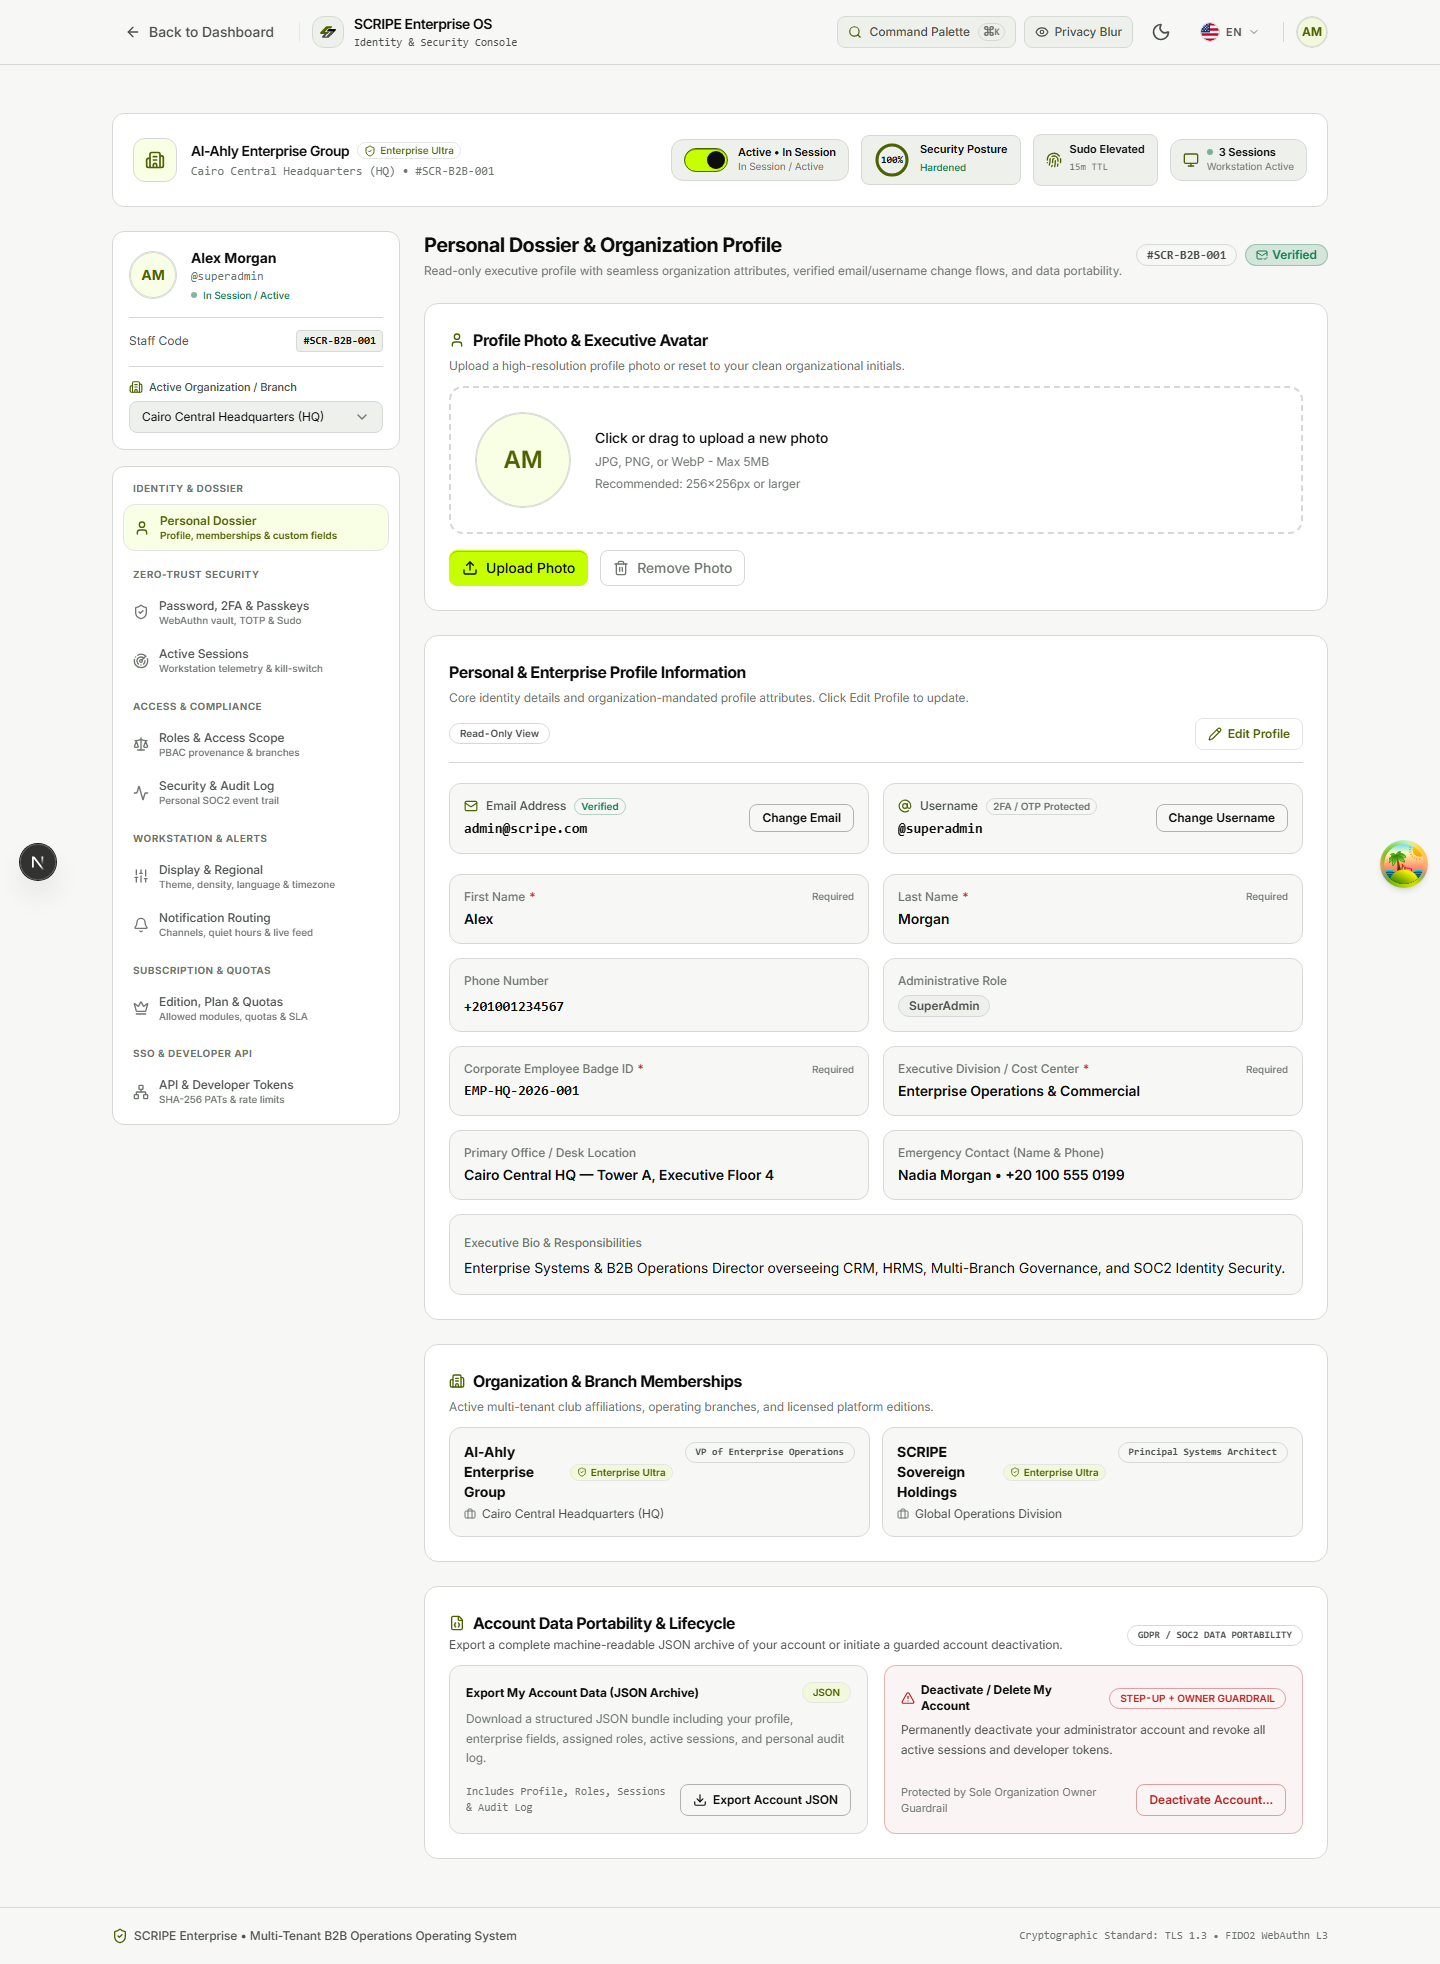 Back to Dashboard
SCRIPE Enterprise OS
Identity & Security Console
Command Palette ⌘K
Privacy Blur
EN
AM
Al-Ahly Enterprise Group Enterprise Ultra
Cairo Central Headquarters (HQ) • #SCR-B2B-001
Active • In Session
In Session / Active
100%
Security Posture
Hardened
Sudo Elevated
15m TTL
3 Sessions
Workstation Active
AM
Alex Morgan
@superadmin
In Session / Active
Staff Code #SCR-B2B-001
Active Organization / Branch
Cairo Central Headquarters (HQ)
IDENTITY & DOSSIER
Personal Dossier
Profile, memberships & custom fields
ZERO-TRUST SECURITY
Password, 2FA & Passkeys
WebAuthn vault, TOTP & Sudo
Active Sessions
Workstation telemetry & kill-switch
ACCESS & COMPLIANCE
Roles & Access Scope
PBAC provenance & branches
Security & Audit Log
Personal SOC2 event trail
WORKSTATION & ALERTS
Display & Regional
Theme, density, language & timezone
Notification Routing
Channels, quiet hours & live feed
SUBSCRIPTION & QUOTAS
Edition, Plan & Quotas
Allowed modules, quotas & SLA
SSO & DEVELOPER API
API & Developer Tokens
SHA-256 PATs & rate limits
Personal Dossier & Organization Profile
Read-only executive profile with seamless organization attributes, verified email/username change flows, and data portability.
#SCR-B2B-001
Verified
Profile Photo & Executive Avatar
Upload a high-resolution profile photo or reset to your clean organizational initials.
AM
Click or drag to upload a new photo
JPG, PNG, or WebP - Max 5MB
Recommended: 256×256px or larger
Upload Photo
Remove Photo
Personal & Enterprise Profile Information
Core identity details and organization-mandated profile attributes. Click Edit Profile to update.
Read-Only View
Edit Profile
Email Address Verified
admin@scripe.com
Change Email
Username 2FA / OTP Protected
@superadmin
Change Username
First Name * Required
Alex
Last Name * Required
Morgan
Phone Number
+201001234567
Administrative Role
SuperAdmin
Corporate Employee Badge ID * Required
EMP-HQ-2026-001
Executive Division / Cost Center * Required
Enterprise Operations & Commercial
Primary Office / Desk Location
Cairo Central HQ — Tower A, Executive Floor 4
Emergency Contact (Name & Phone)
Nadia Morgan • +20 100 555 0199
Executive Bio & Responsibilities
Enterprise Systems & B2B Operations Director overseeing CRM, HRMS, Multi-Branch Governance, and SOC2 Identity Security.
Organization & Branch Memberships
Active multi-tenant club affiliations, operating branches, and licensed platform editions.
Al-Ahly
Enterprise
Group
Enterprise Ultra
VP of Enterprise Operations
Cairo Central Headquarters (HQ)
SCRIPE
Sovereign
Holdings
Enterprise Ultra
Principal Systems Architect
Global Operations Division
Account Data Portability & Lifecycle
Export a complete machine-readable JSON archive of your account or initiate a guarded account deactivation.
GDPR / SOC2 DATA PORTABILITY
Export My Account Data (JSON Archive) JSON
Download a structured JSON bundle including your profile,
enterprise fields, assigned roles, active sessions, and personal audit
log.
Includes Profile, Roles, Sessions
& Audit Log
Export Account JSON
Deactivate / Delete My
Account
STEP-UP + OWNER GUARDRAIL
Permanently deactivate your administrator account and revoke all
active sessions and developer tokens.
Protected by Sole Organization Owner
Guardrail
Deactivate Account...
N
SCRIPE Enterprise • Multi-Tenant B2B Operations Operating System
Cryptographic Standard: TLS 1.3 • FIDO2 WebAuthn L3